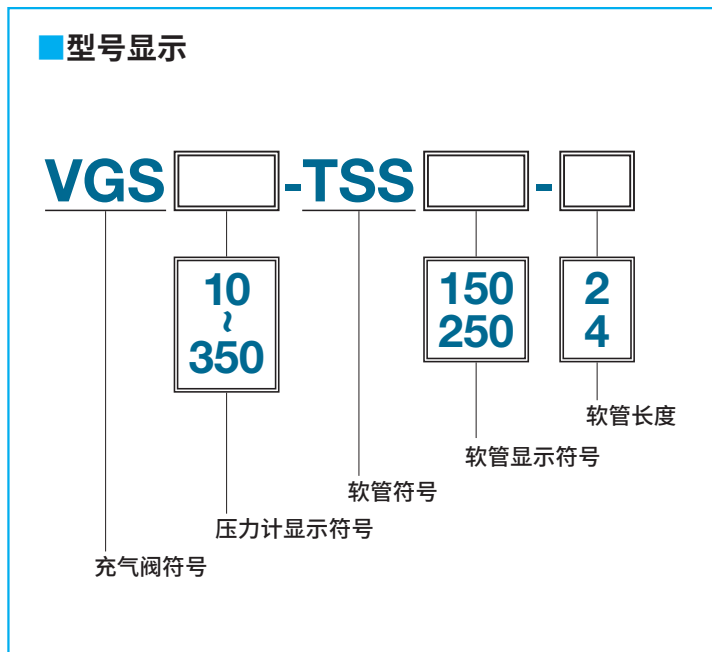 ■型号显示
VGS -TSS -
10
~
350
150
250
2
4
软管长度
软管显示符号
软管符号
压力计显示符号
充气阀符号